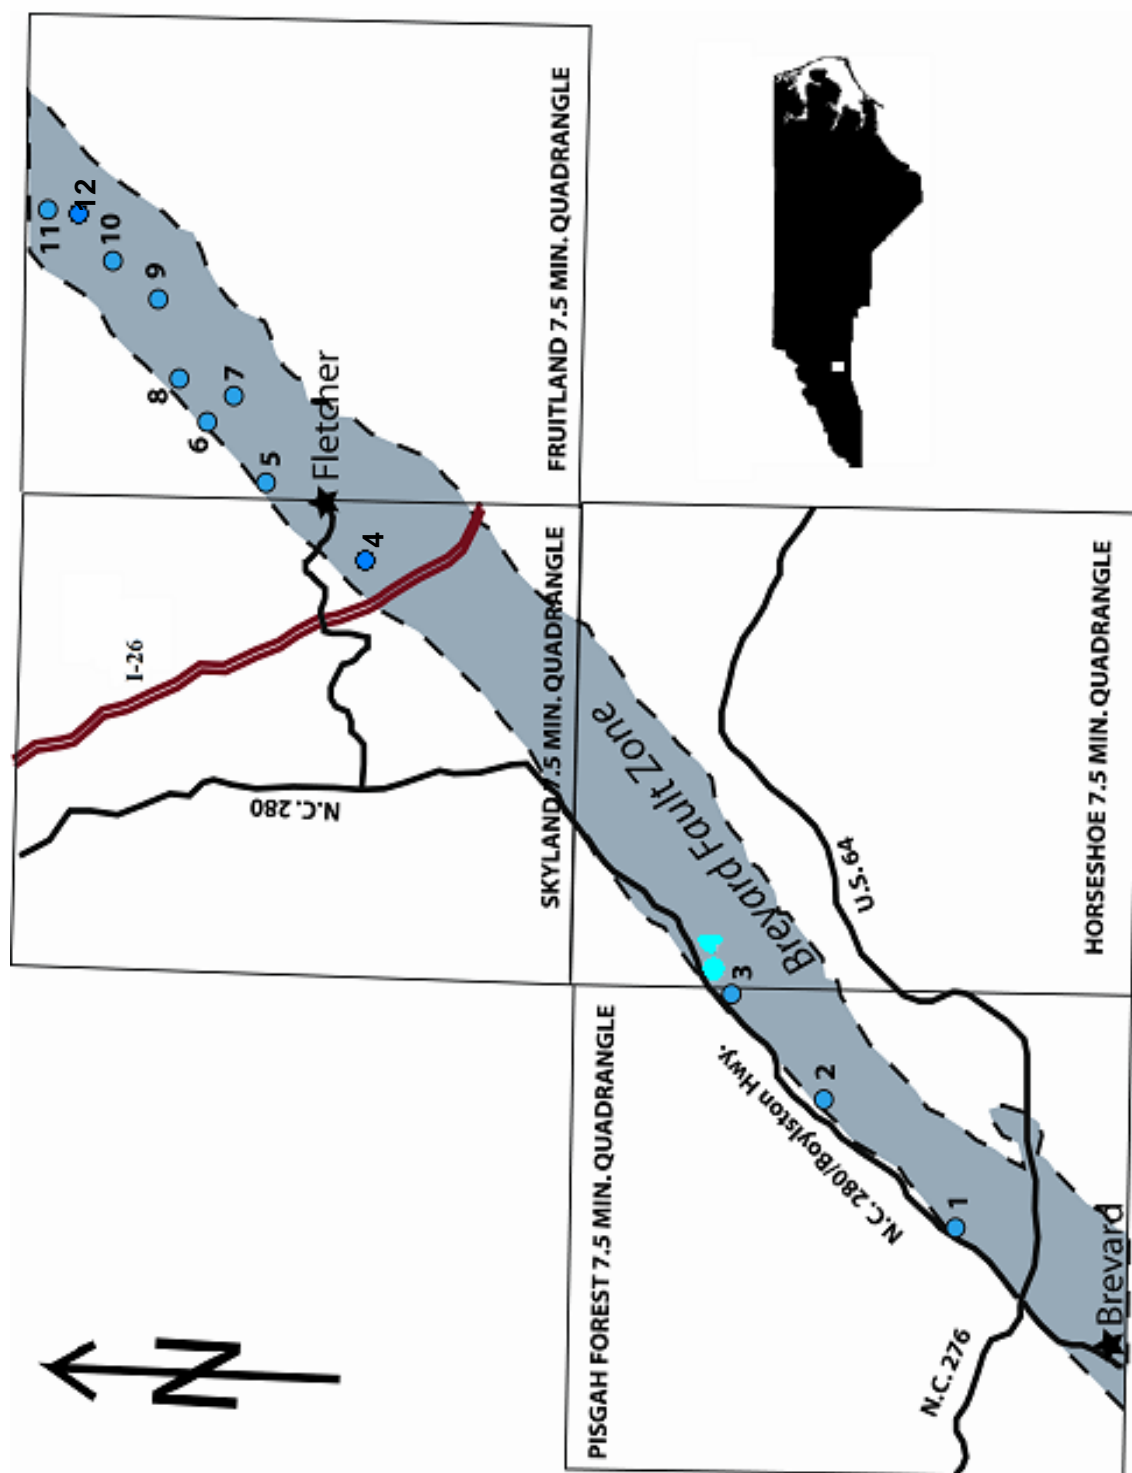 FRUITLAND 7.5 MIN. QUADRANGLE
11
12
10
9
8
7
6
5
Fletcher
4
I-26
N.C. 280
SKYLAND 7.5 MIN. QUADRANGLE
Brevard Fault Zone
U.S. 64
HORSESHOE 7.5 MIN. QUADRANGLE
3
PISGAH FOREST 7.5 MIN. QUADRANGLE
N.C. 280/Boylston Hwy.
2
1
N
N.C. 276
Brevard